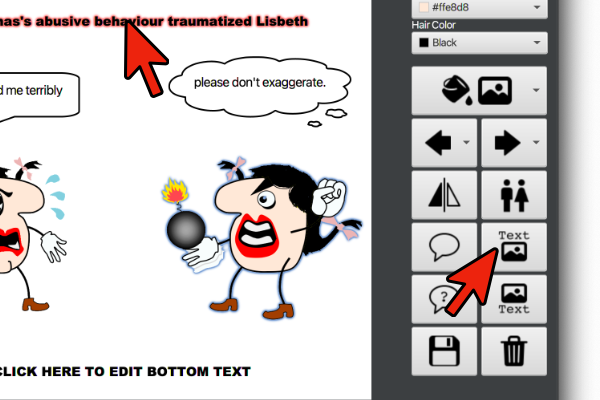 's abusive behaviour traumatized Lisbeth
me terribly
please don't exaggerate.
CLICK HERE TO EDIT BOTTOM TEXT
#ffe8d8
Hair Color
Black
Text
?
Text